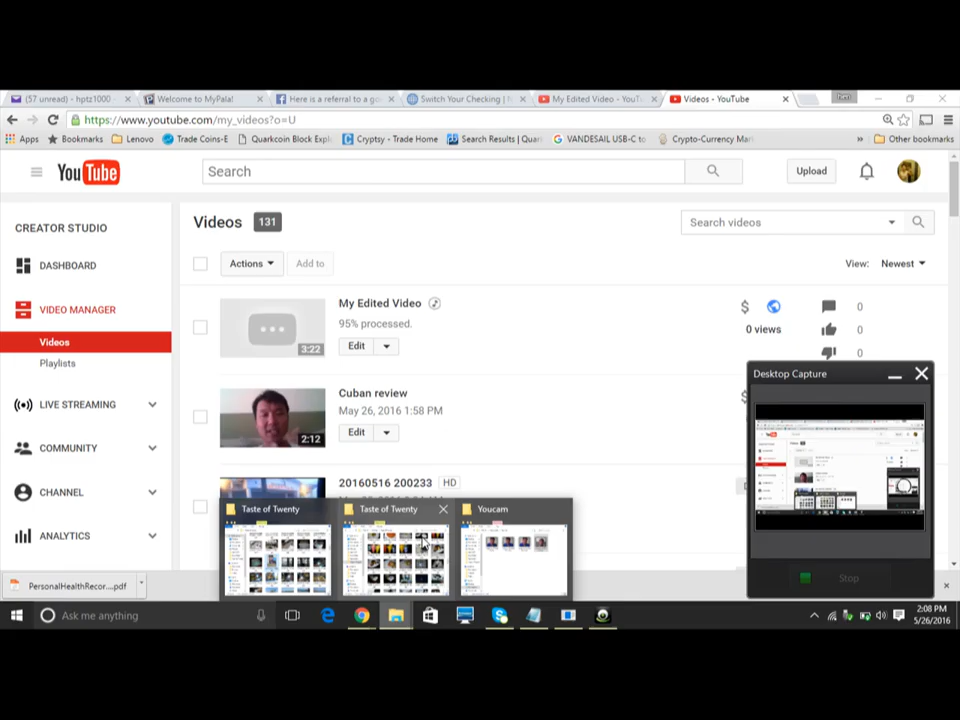 (57 unread) - hptz1000 -
Welcome to MyPala!
Here is a referral to a go
Switch Your Checking |
My Edited Video - YouT
Videos - YouTube
https://www.youtube.com/my_videos?o=U
Apps
Bookmarks
Lenovo
Trade Coins-E
Quarkcoin Block Explo
Cryptsy - Trade Home
Search Results | Quar
VANDESAIL USB-C to
Crypto-Currency Mar
»
Other bookmarks
YouTube
Search
Upload
CREATOR STUDIO
Videos 131
Search videos
DASHBOARD
Actions
Add to
View:
Newest
VIDEO MANAGER
My Edited Video
95% processed.
0 views
0
0
0
3:22
Edit
Videos
Playlists
LIVE STREAMING
Cuban review
May 26, 2016 1:58 PM
2:12
Edit
COMMUNITY
CHANNEL
20160516 200233 HD
ANALYTICS
Desktop Capture
Stop
Taste of Twenty
Taste of Twenty
Youcam
PersonalHealthRecor....pdf
Ask me anything
2:08 PM
5/26/2016